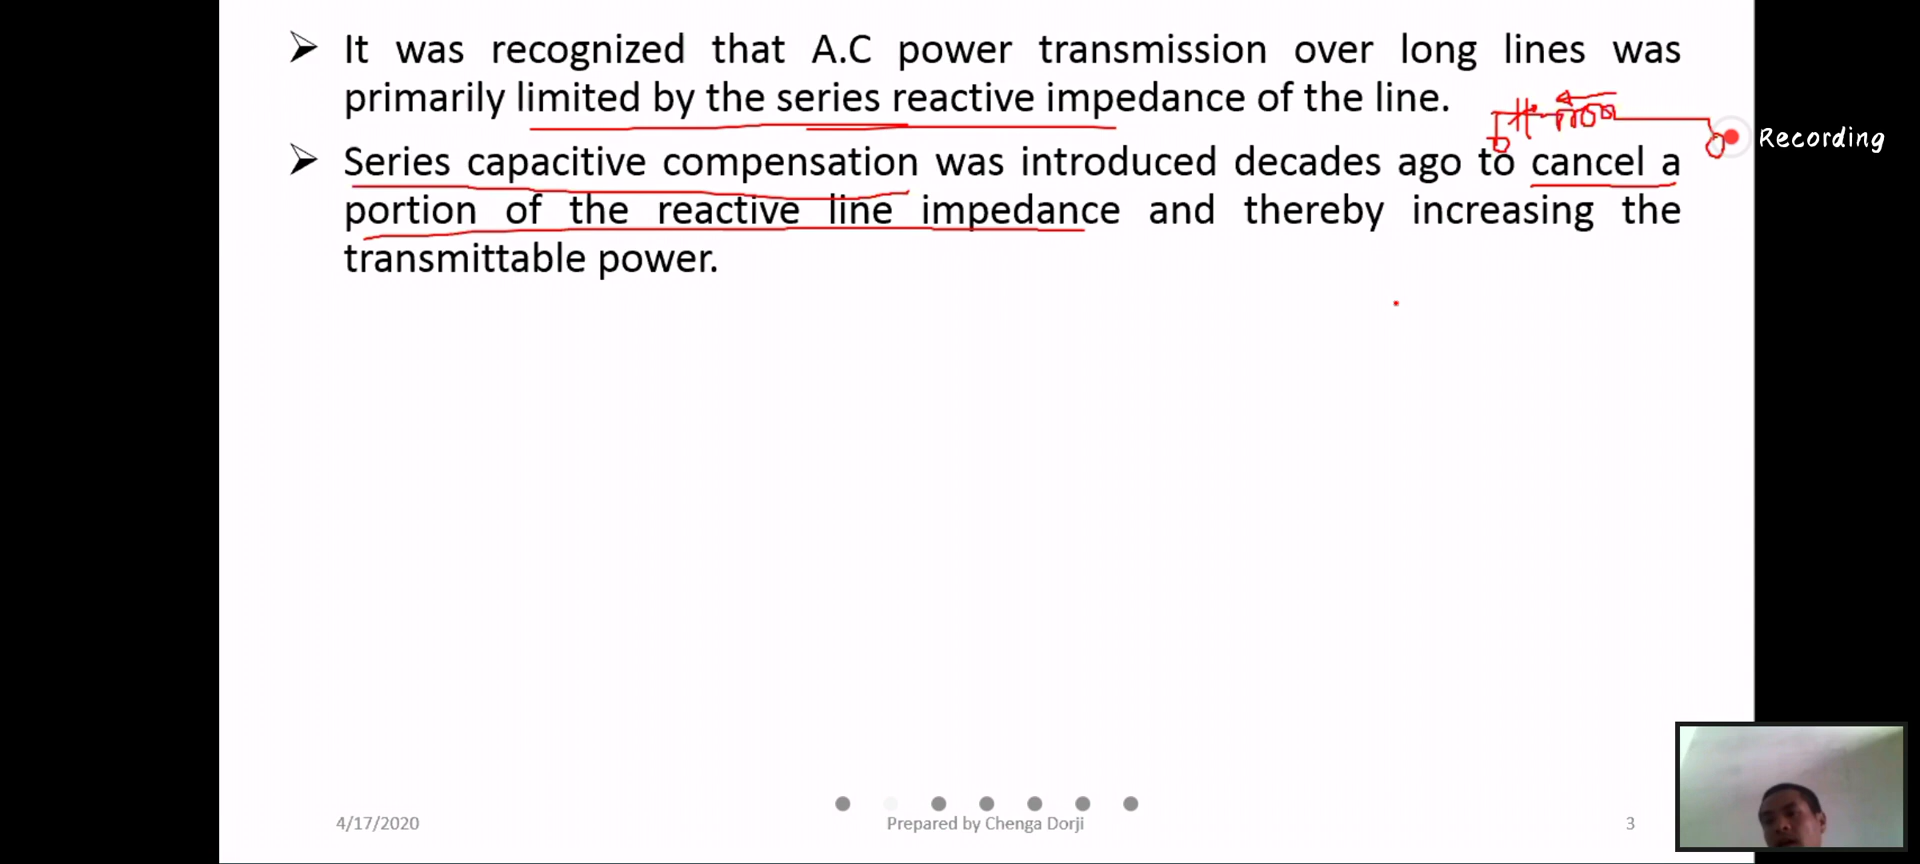 ➤ It was recognized that A.C power transmission over long lines was
primarily limited by the series reactive impedance of the line.
➤ Series capacitive compensation was introduced decades ago to cancel a
portion of the reactive line impedance and thereby increasing the
transmittable power.
Recording
4/17/2020
Prepared by Chenga Dorji
3